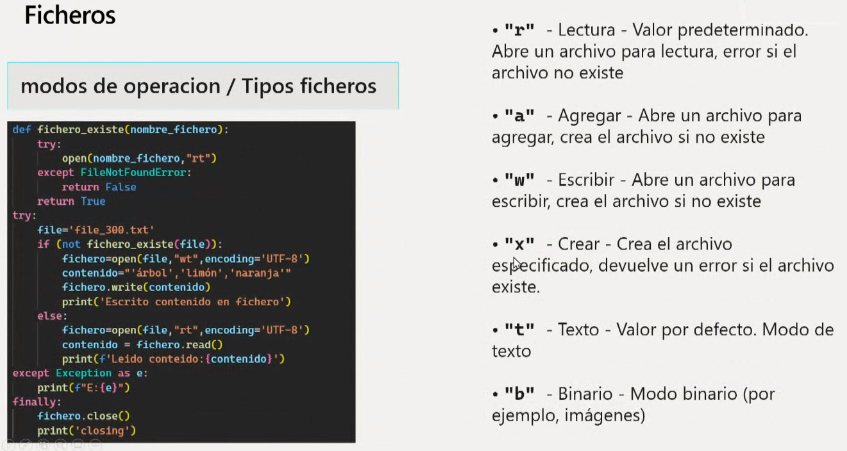 Ficheros
modos de operacion / Tipos ficheros
def fichero_existe(nombre_fichero):
    try:
        open(nombre_fichero,"rt")
    except FileNotFoundError:
        return False
    return True
try:
    file='file_300.txt'
    if (not fichero_existe(file)):
        fichero=open(file,"wt",encoding='UTF-8')
        contenido="'árbol','limón','naranja'"
        fichero.write(contenido)
        print('Escrito contenido en fichero')
    else:
        fichero=open(file,"rt",encoding='UTF-8')
        contenido = fichero.read()
        print(f'Leido conteido:{contenido}')
except Exception as e:
    print(f"E:{e}")
finally:
    fichero.close()
    print('closing')
• "r" - Lectura - Valor predeterminado.
Abre un archivo para lectura, error si el
archivo no existe
• "a" - Agregar - Abre un archivo para
agregar, crea el archivo si no existe
• "w" - Escribir - Abre un archivo para
escribir, crea el archivo si no existe
• "x" - Crear - Crea el archivo
especificado, devuelve un error si el archivo
existe.
• "t" - Texto - Valor por defecto. Modo de
texto
• "b" - Binario - Modo binario (por
ejemplo, imágenes)